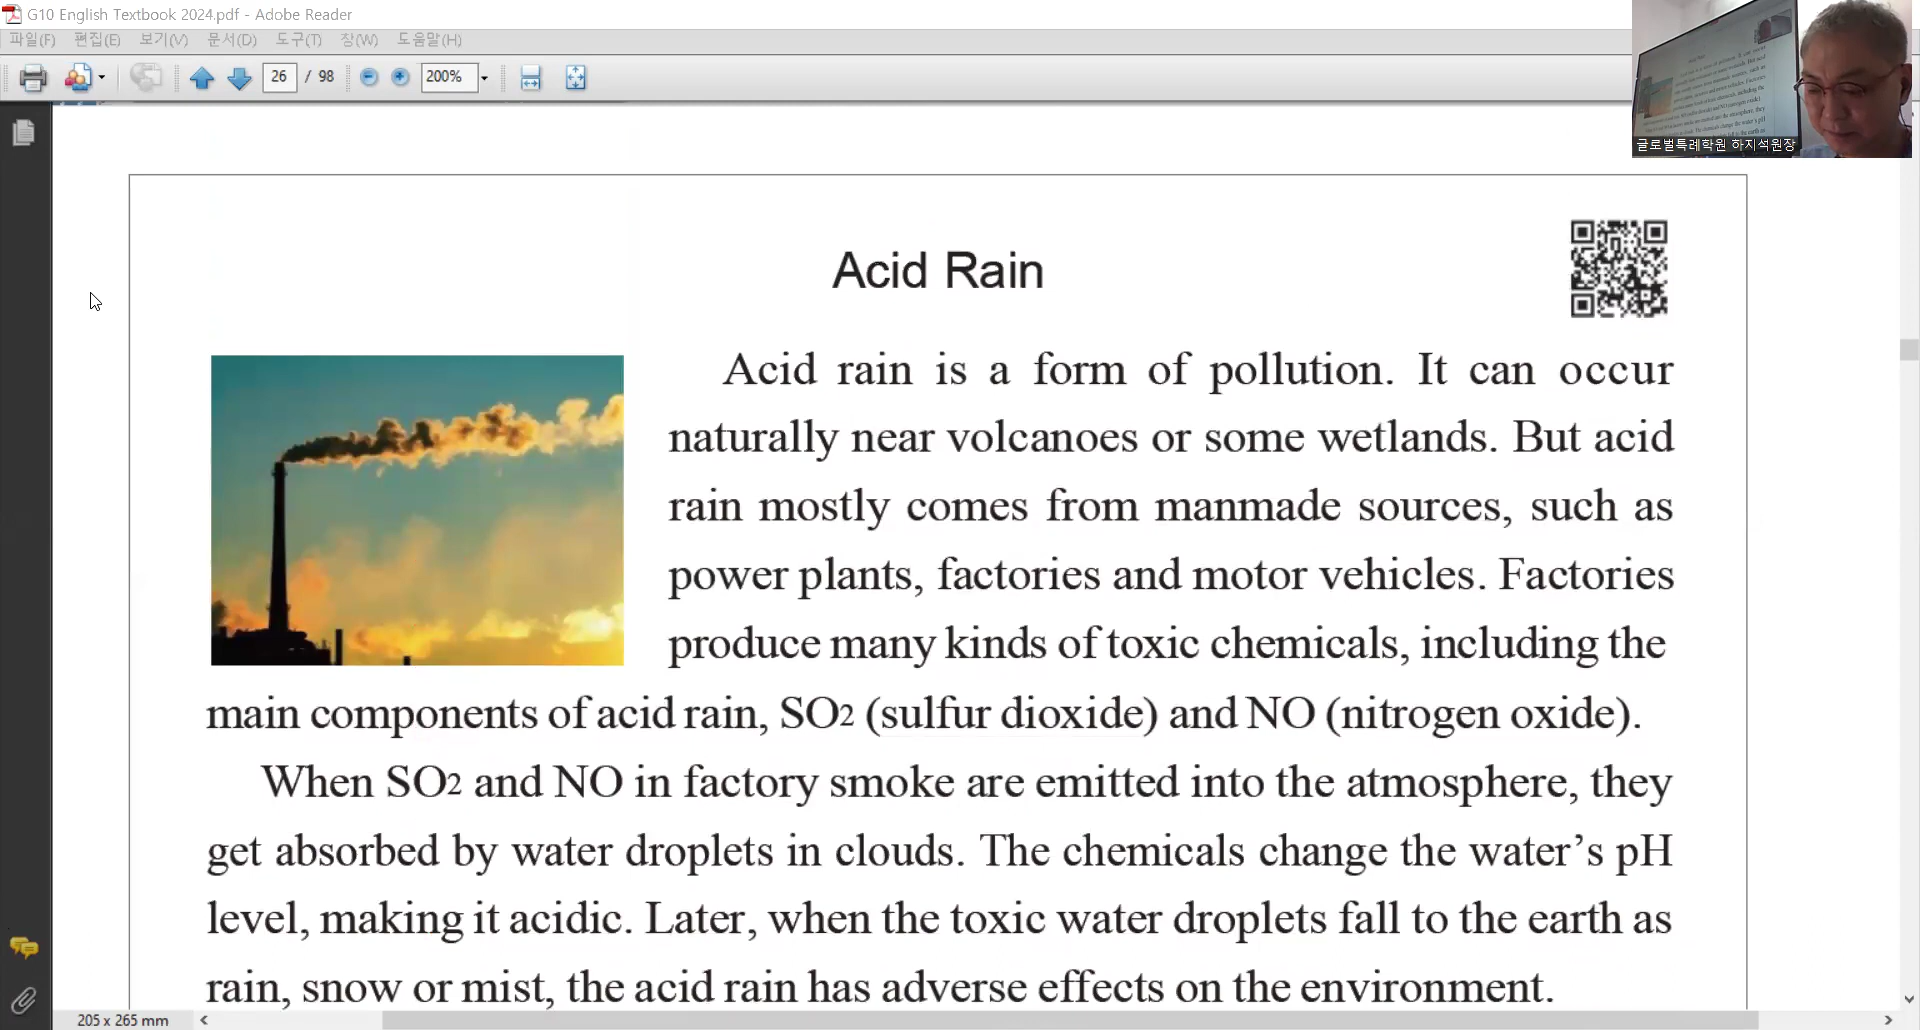 G10 English Textbook 2024.pdf - Adobe Reader
파일(F) 편집(E) 보기(V) 문서(D) 도구(T) 창(W) 도움말(H)
26 / 98 200%
글로벌특례학원 하지석원장
Acid Rain
Acid rain is a form of pollution. It can occur
naturally near volcanoes or some wetlands. But acid
rain mostly comes from manmade sources, such as
power plants, factories and motor vehicles. Factories
produce many kinds of toxic chemicals, including the
main components of acid rain, SO2 (sulfur dioxide) and NO (nitrogen oxide).
When SO2 and NO in factory smoke are emitted into the atmosphere, they
get absorbed by water droplets in clouds. The chemicals change the water’s pH
level, making it acidic. Later, when the toxic water droplets fall to the earth as
rain, snow or mist, the acid rain has adverse effects on the environment.
205 x 265 mm